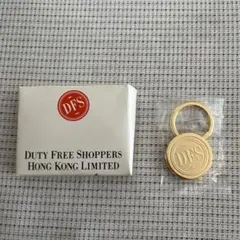 DFS
DUTY FREE SHOPPERS
HONG KONG LIMITED
DFS